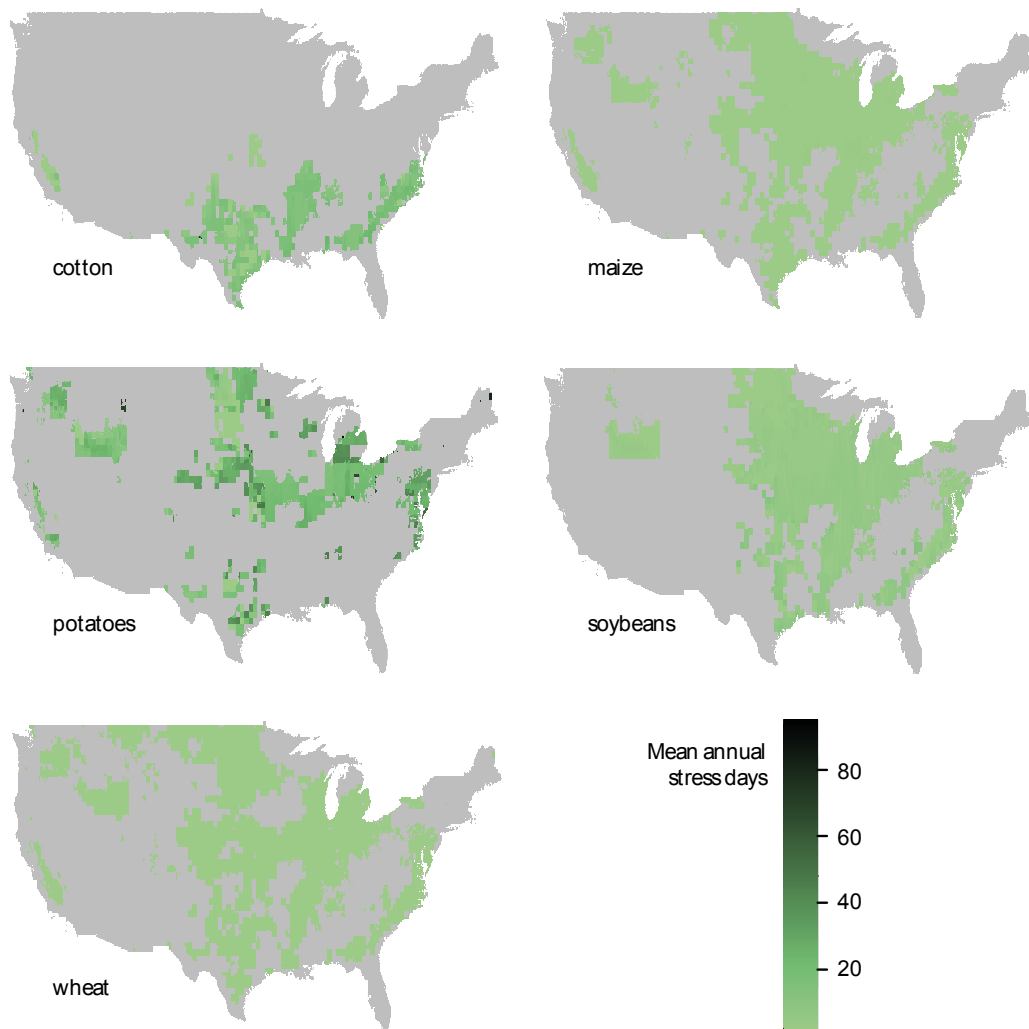 cotton
maize
potatoes
soybeans
wheat
Mean annual
stress days
80
60
40
20